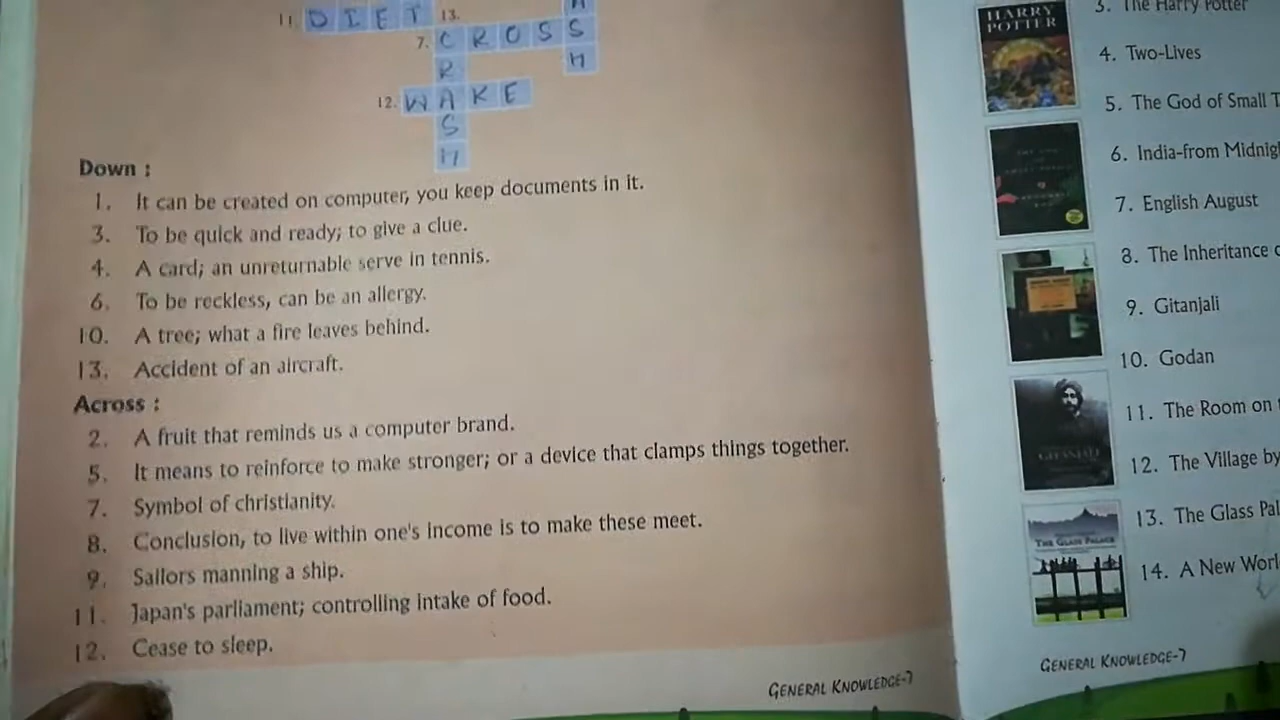 11. DIET 13.
7. CROSS
R H
12. WAKE
S
H
Down :
1. It can be created on computer, you keep documents in it.
3. To be quick and ready; to give a clue.
4. A card; an unreturnable serve in tennis.
6. To be reckless, can be an allergy.
10. A tree; what a fire leaves behind.
13. Accident of an aircraft.
Across :
2. A fruit that reminds us a computer brand.
5. It means to reinforce to make stronger; or a device that clamps things together.
7. Symbol of christianity.
8. Conclusion, to live within one's income is to make these meet.
9. Sailors manning a ship.
11. Japan's parliament; controlling intake of food.
12. Cease to sleep.
GENERAL KNOWLEDGE-7
HARRY
POTTER
3. The Harry Potter
4. Two-Lives
5. The God of Small
6. India-from
7. English August
8. The Inheritance
9. Gitanjali
10. Godan
11. The Room on
12. The Village by
GITANJALI
13. The Glass
THE GLASS PALACE
14. A New
GENERAL KNOWLEDGE-7